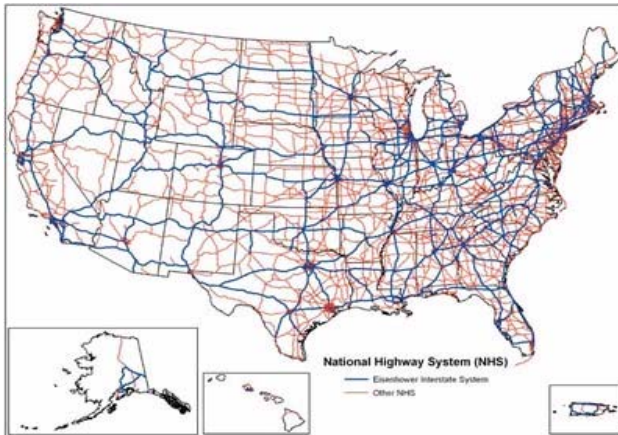 National Highway System (NHS)
Eisenhower Interstate System
Other NHS